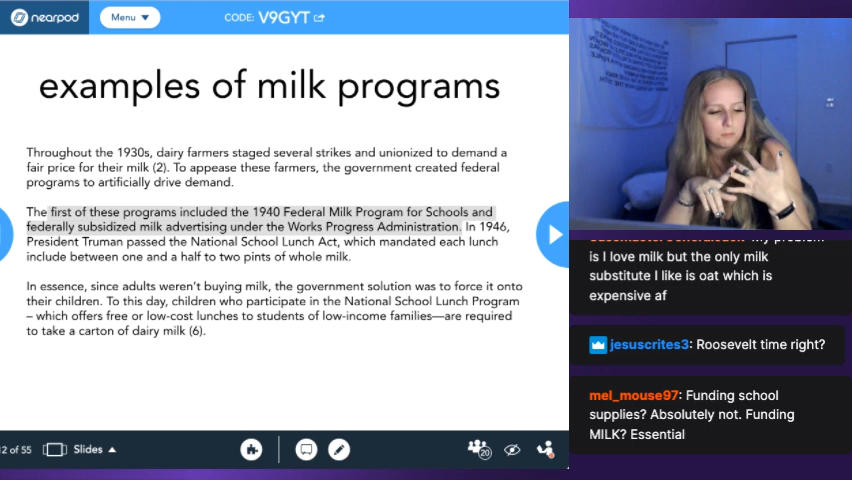 nearpod
Menu
CODE: V9GYT
examples of milk programs
Throughout the 1930s, dairy farmers staged several strikes and unionized to demand a
fair price for their milk (2). To appease these farmers, the government created federal
programs to artificially drive demand.
The first of these programs included the 1940 Federal Milk Program for Schools and
federally subsidized milk advertising under the Works Progress Administration. In 1946,
President Truman passed the National School Lunch Act, which mandated each lunch
include between one and a half to two pints of whole milk.
In essence, since adults weren't buying milk, the government solution was to force it onto
their children. To this day, children who participate in the National School Lunch Program
– which offers free or low-cost lunches to students of low-income families—are required
to take a carton of dairy milk (6).
2 of 55
Slides
20
is I love milk but the only milk
substitute I like is oat which is
expensive af
jesuscrites3: Roosevelt time right?
mel_mouse97: Funding school
supplies? Absolutely not. Funding
MILK? Essential